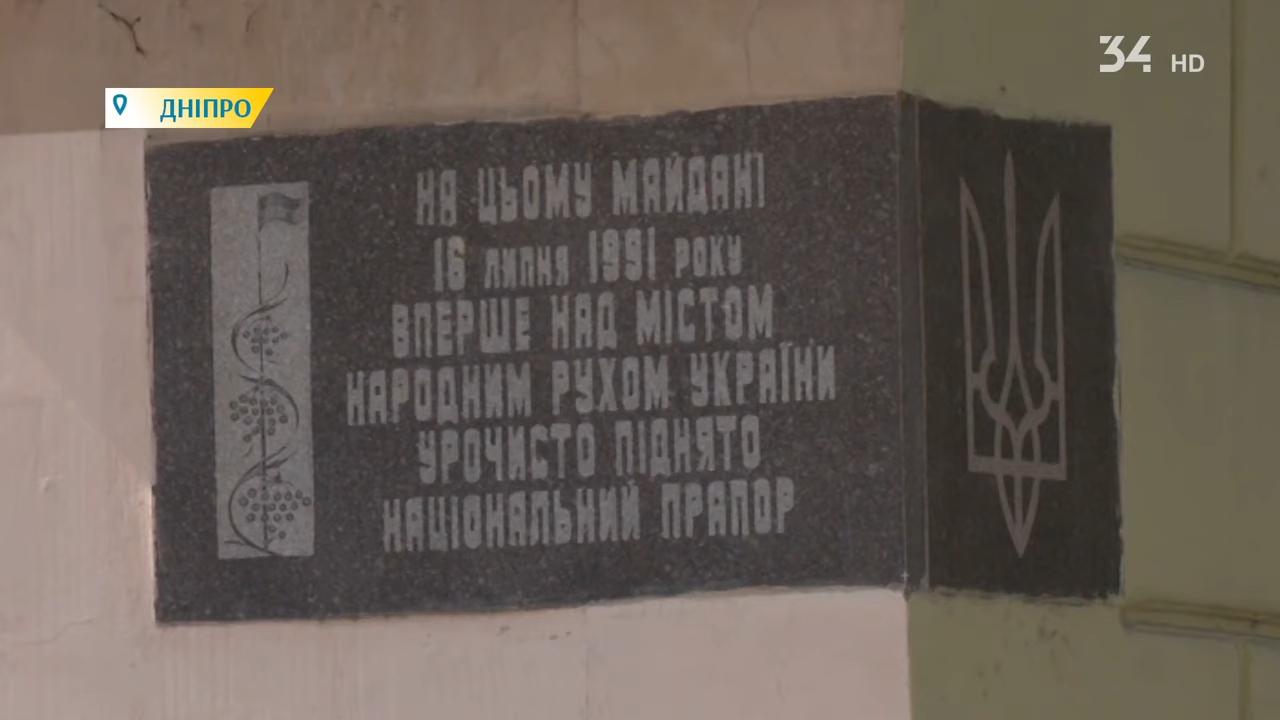 34 HD
ДНІПРО
НА ЦЬОМУ МАЙДАНІ
16 ЛИПНЯ 1991 РОКУ
ВПЕРШЕ НАД МІСТОМ
НАРОДНИМ РУХОМ УКРАЇНИ
УРОЧИСТО ПІДНЯТО
НАЦІОНАЛЬНИЙ ПРАПОР